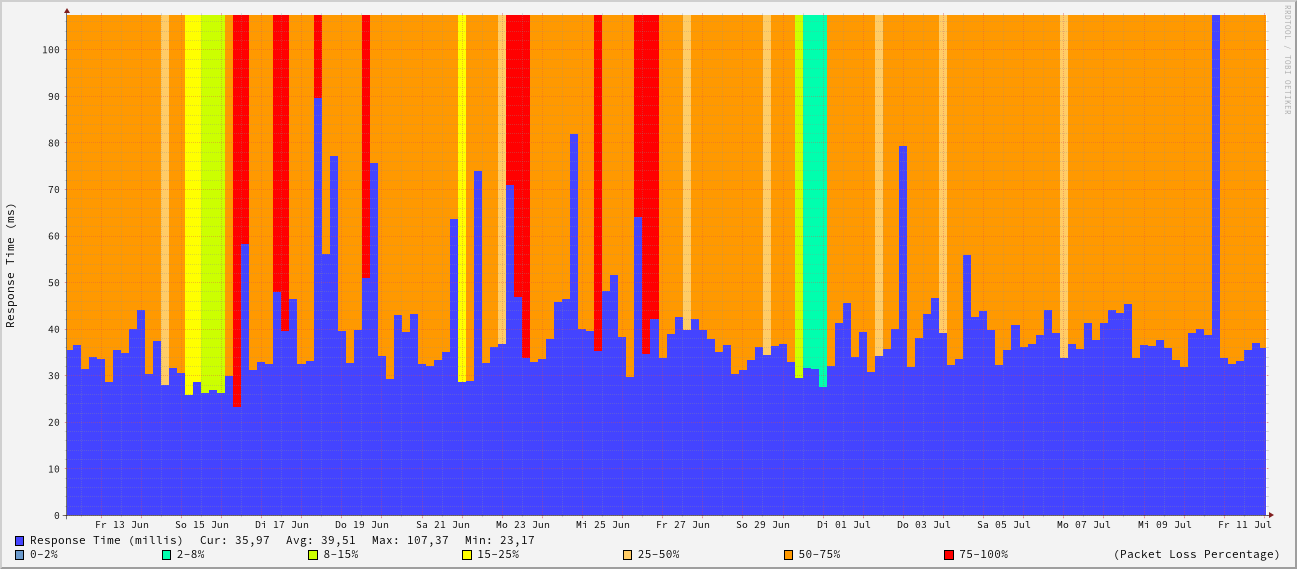 RRDTOOL / TOBI OETIKER
Response Time (ms)
100
90
80
70
60
50
40
30
20
10
0
Fr 13 Jun So 15 Jun Di 17 Jun Do 19 Jun Sa 21 Jun Mo 23 Jun Mi 25 Jun Fr 27 Jun So 29 Jun Di 01 Jul Do 03 Jul Sa 05 Jul Mo 07 Jul Mi 09 Jul Fr 11 Jul
Response Time (millis) Cur: 35,97 Avg: 39,51 Max: 107,37 Min: 23,17
0-2% 2-8% 8-15% 15-25% 25-50% 50-75% 75-100% (Packet Loss Percentage)